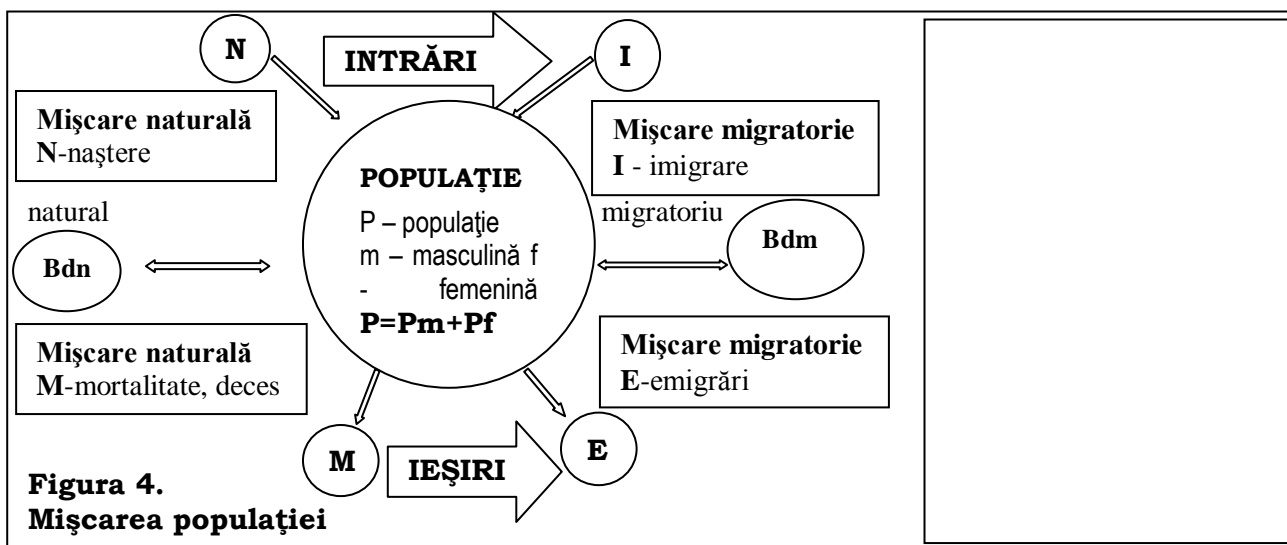 N
INTRĂRI
I
Mişcare naturală
N-naştere
Mişcare migratorie
I - imigrare
POPULAŢIE
P – populaţie
m – masculină f
- femenină
P=Pm+Pf
natural
Bdn
migratoriu
Bdm
Mişcare naturală
M-mortalitate, deces
Mişcare migratorie
E-emigrări
M
IEŞIRI
E
Figura 4.
Mişcarea populaţiei